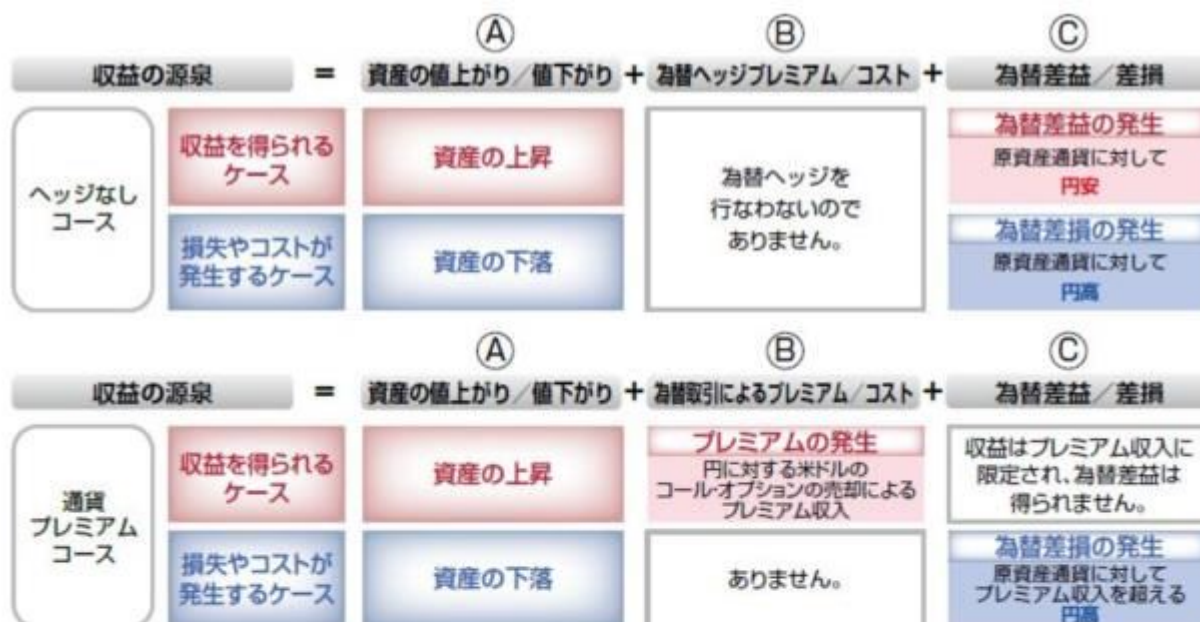 Ⓐ Ⓑ Ⓒ
収益の源泉 = 資産の値上がり/値下がり + 為替ヘッジプレミアム/コスト + 為替差益/差損
ヘッジなし
コース
収益を得られる
ケース
資産の上昇
為替ヘッジを
行なわないので
ありません。
為替差益の発生
原資産通貨に対して
円安
損失やコストが
発生するケース
資産の下落
為替差損の発生
原資産通貨に対して
円高
Ⓐ Ⓑ Ⓒ
収益の源泉 = 資産の値上がり/値下がり + 為替取引によるプレミアム/コスト + 為替差益/差損
通貨
プレミアム
コース
収益を得られる
ケース
資産の上昇
プレミアムの発生
円に対する米ドルの
コール・オプションの売却による
プレミアム収入
収益はプレミアム収入に
限定され、為替差益は
得られません。
損失やコストが
発生するケース
資産の下落
ありません。
為替差損の発生
原資産通貨に対して
プレミアム収入を超える
円高